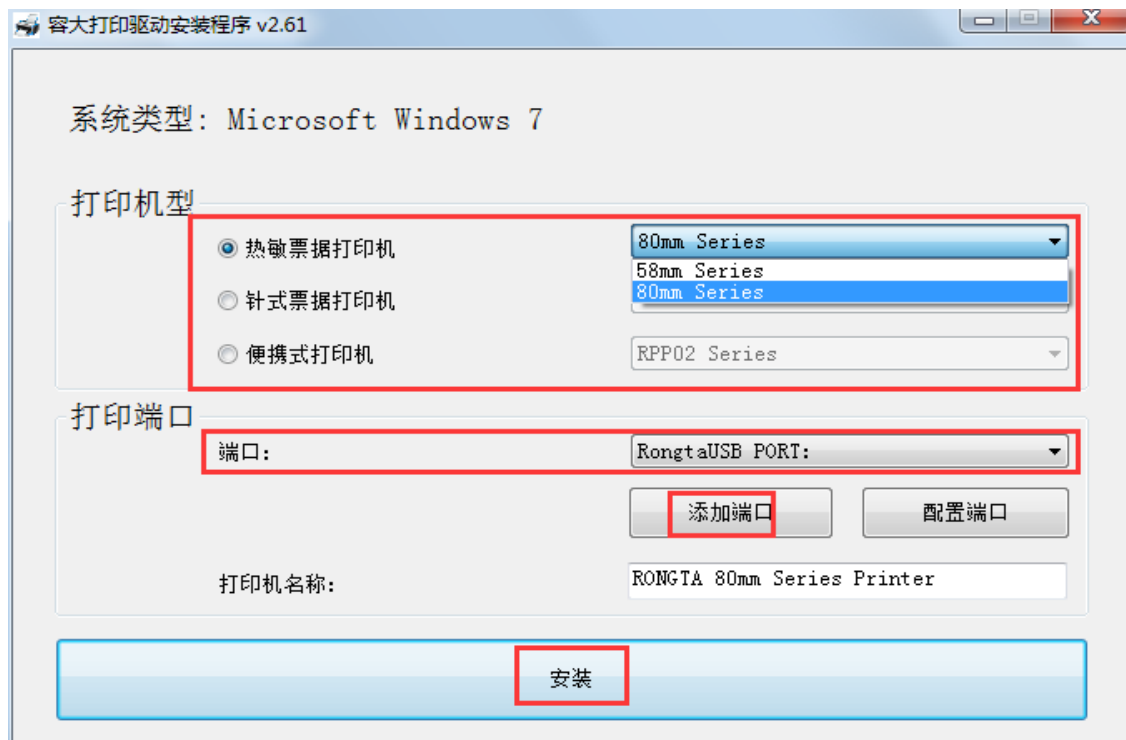 容大打印驱动安装程序 v2.61
系统类型: Microsoft Windows 7
打印机型
热敏票据打印机 80mm Series
58mm Series
80mm Series
针式票据打印机
便携式打印机 RPP02 Series
打印端口
端口: RongtaUSB PORT:
添加端口 配置端口
打印机名称: RONGTA 80mm Series Printer
安装